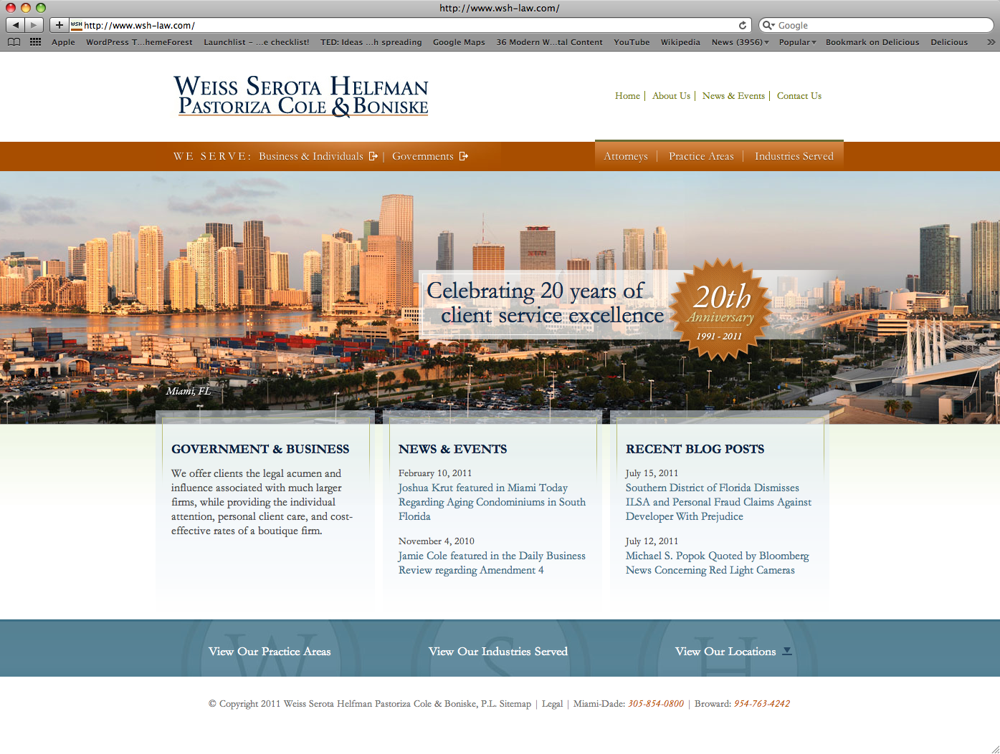 http://www.wsh-law.com/
WSH http://www.wsh-law.com/
Google
Apple WordPress T...hemeForest Launchlist – ...e checklist! TED: Ideas ...h spreading Google Maps 36 Modern W...tal Content YouTube Wikipedia News (3956) Popular Bookmark on Delicious Delicious
WEISS SEROTA HELFMAN
PASTORIZA COLE & BONISKE
Home | About Us | News & Events | Contact Us
WE SERVE: Business & Individuals | Governments
Attorneys | Practice Areas | Industries Served
Celebrating 20 years of
client service excellence
20th
Anniversary
1991 - 2011
Miami, FL
GOVERNMENT & BUSINESS
We offer clients the legal acumen and
influence associated with much larger
firms, while providing the individual
attention, personal client care, and cost-
effective rates of a boutique firm.
NEWS & EVENTS
February 10, 2011
Joshua Krut featured in Miami Today
Regarding Aging Condominiums in South
Florida
November 4, 2010
Jamie Cole featured in the Daily Business
Review regarding Amendment 4
RECENT BLOG POSTS
July 15, 2011
Southern District of Florida Dismisses
ILSA and Personal Fraud Claims Against
Developer With Prejudice
July 12, 2011
Michael S. Popok Quoted by Bloomberg
News Concerning Red Light Cameras
W S H
View Our Practice Areas
View Our Industries Served
View Our Locations
© Copyright 2011 Weiss Serota Helfman Pastoriza Cole & Boniske, P.L. Sitemap | Legal | Miami-Dade: 305-854-0800 | Broward: 954-763-4242